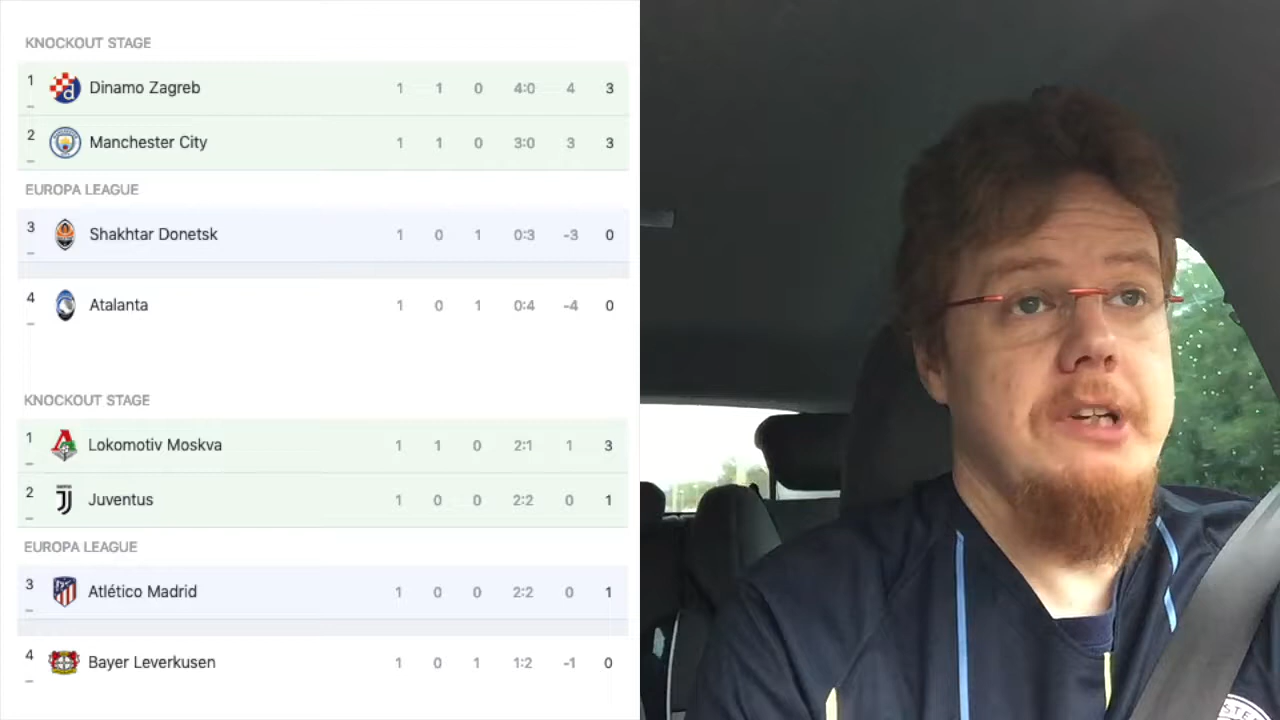 KNOCKOUT STAGE
1 Dinamo Zagreb 1 1 0 4:0 4 3
2 Manchester City 1 1 0 3:0 3 3
EUROPA LEAGUE
3 Shakhtar Donetsk 1 0 1 0:3 -3 0
4 Atalanta 1 0 1 0:4 -4 0
KNOCKOUT STAGE
1 Lokomotiv Moskva 1 1 0 2:1 1 3
2 Juventus 1 0 0 2:2 0 1
EUROPA LEAGUE
3 Atlético Madrid 1 0 0 2:2 0 1
4 Bayer Leverkusen 1 0 1 1:2 -1 0